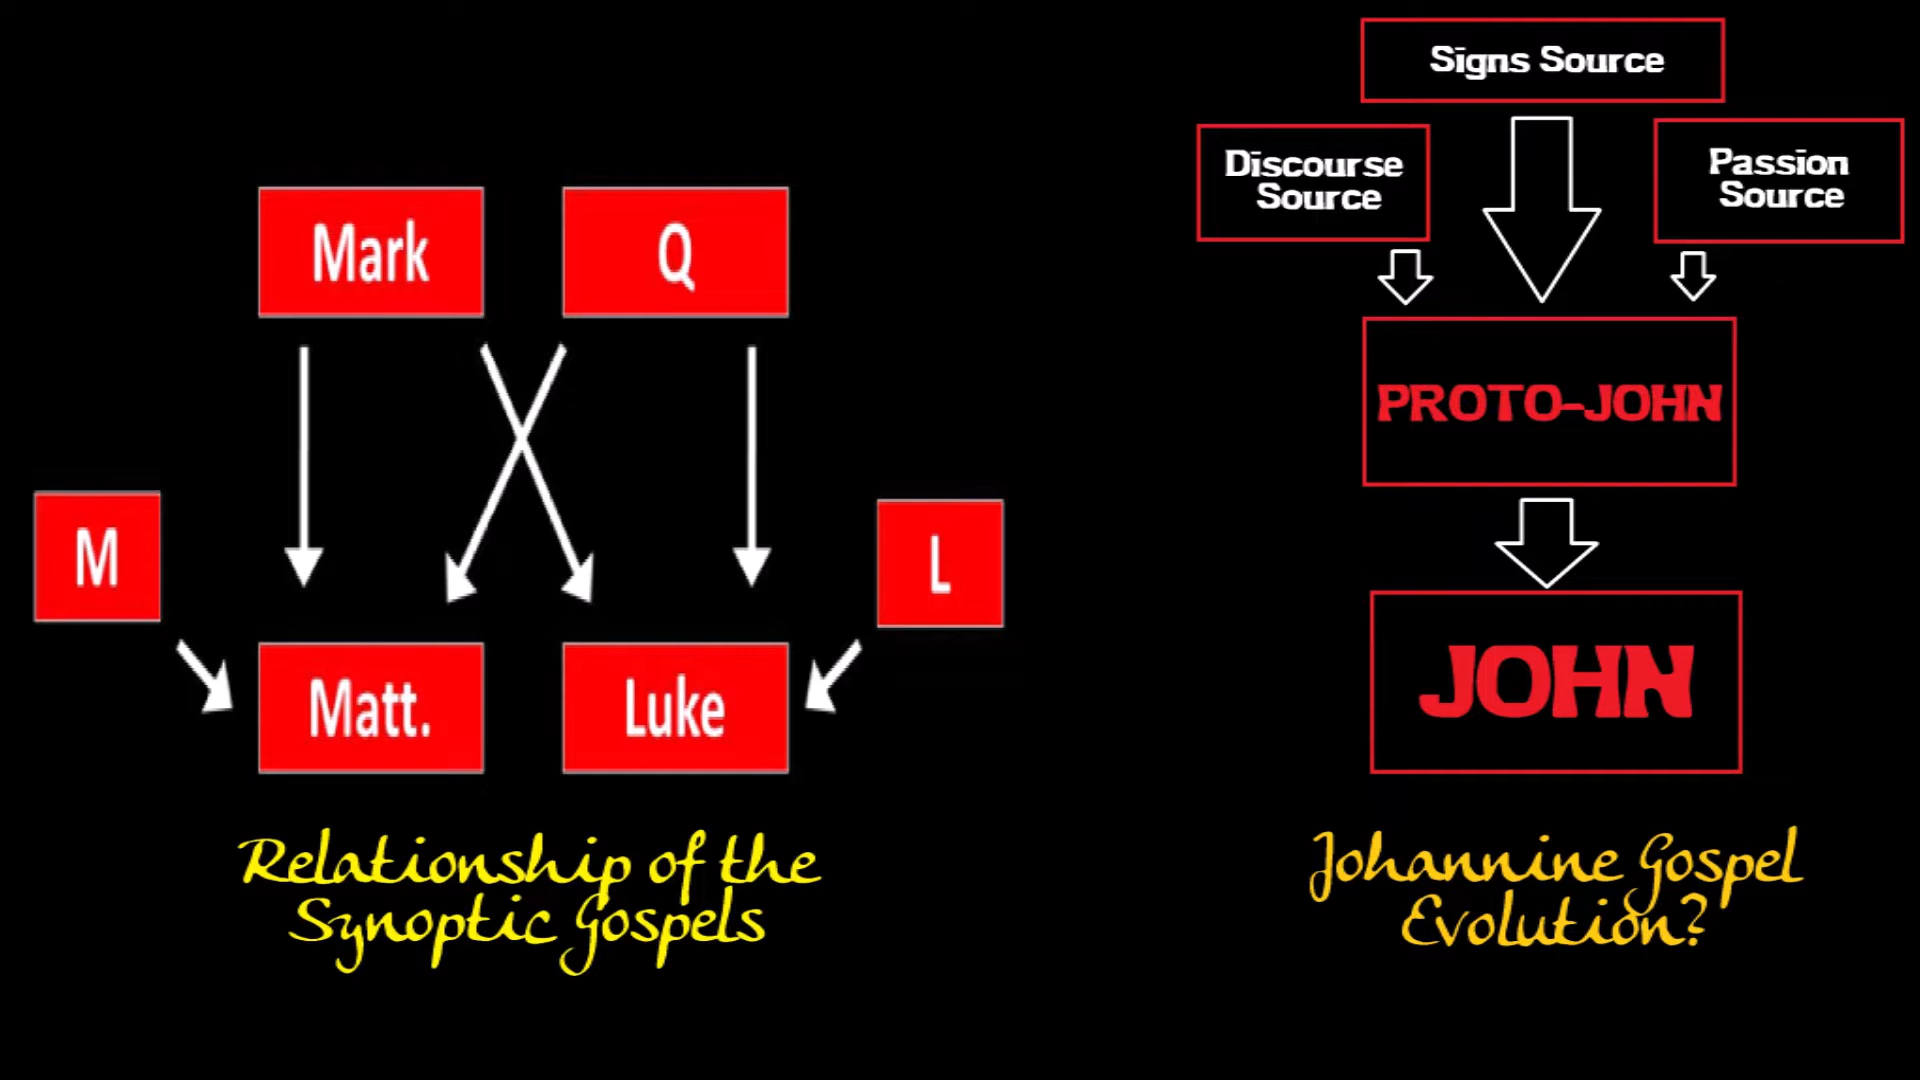 Mark
Q
M
L
Matt.
Luke
Relationship of the
Synoptic Gospels
Signs Source
Discourse
Source
Passion
Source
PROTO-JOHN
JOHN
Johannine Gospel
Evolution?